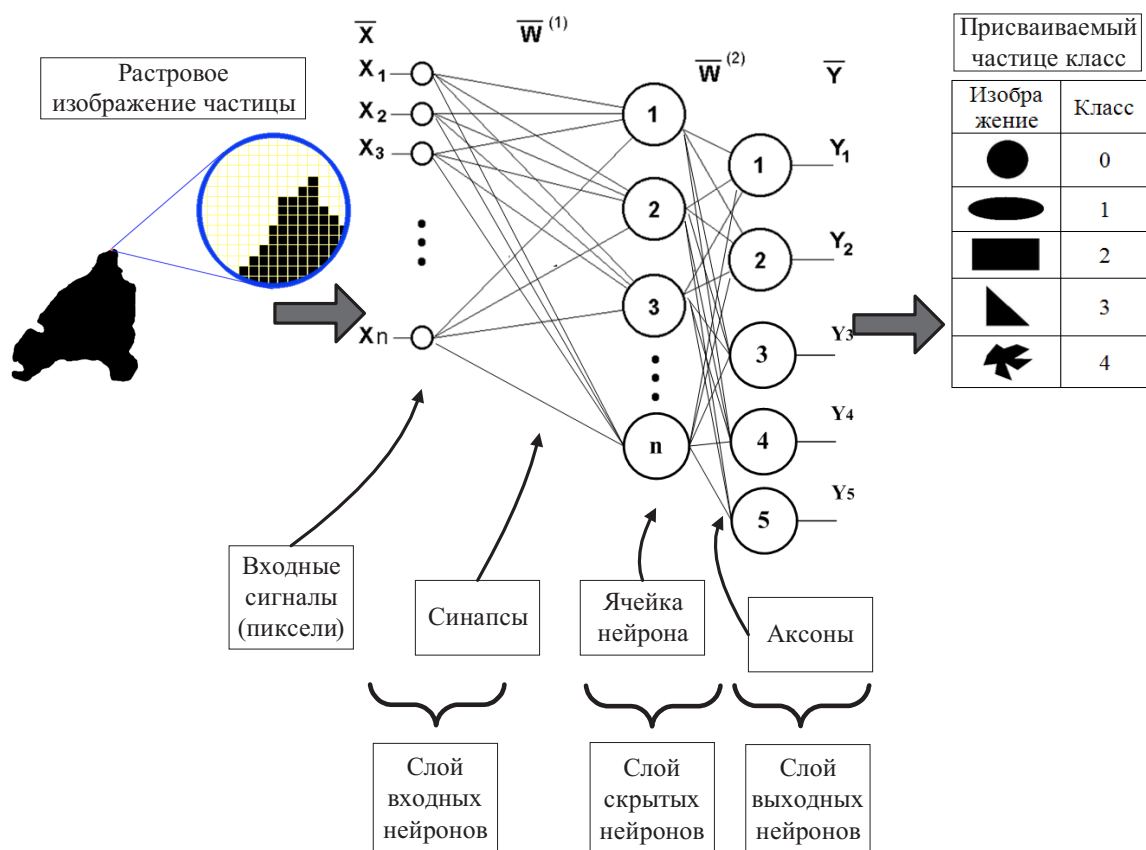 Растровое
изображение частицы
X
W (1)
W (2)
Y
X1
X2
X3
Xn
1
2
3
n
1
2
3
4
5
Y1
Y2
Y3
Y4
Y5
Присваиваемый
частице класс
Изобра
жение
Класс
0
1
2
3
4
Входные
сигналы
(пиксели)
Синапсы
Ячейка
нейрона
Аксоны
Слой
входных
нейронов
Слой
скрытых
нейронов
Слой
выходных
нейронов